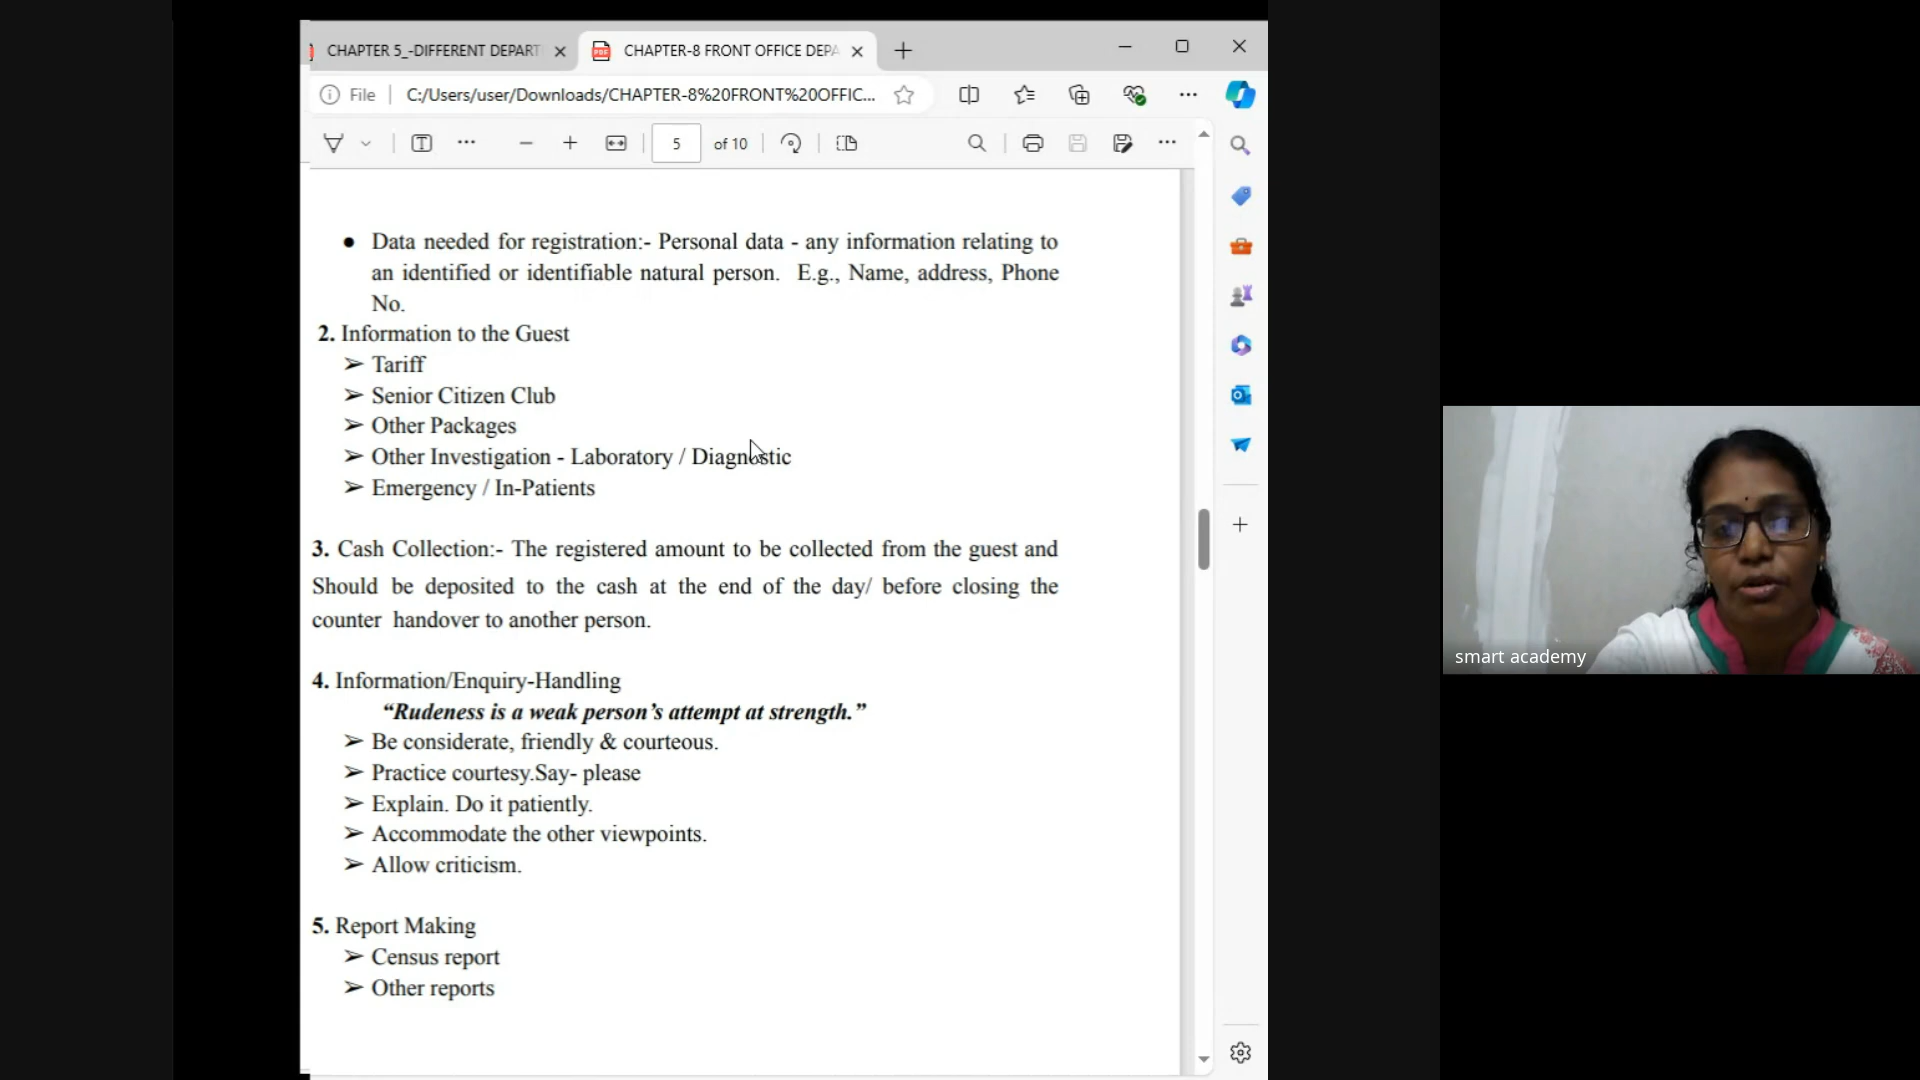 CHAPTER 5_-DIFFERENT DEPART
CHAPTER-8 FRONT OFFICE DEPA
File
C:/Users/user/Downloads/CHAPTER-8%20FRONT%20OFFIC...
5
of 10
● Data needed for registration:- Personal data - any information relating to
an identified or identifiable natural person. E.g., Name, address, Phone
No.
2. Information to the Guest
➢ Tariff
➢ Senior Citizen Club
➢ Other Packages
➢ Other Investigation - Laboratory / Diagnostic
➢ Emergency / In-Patients
3. Cash Collection:- The registered amount to be collected from the guest and
Should be deposited to the cash at the end of the day/ before closing the
counter handover to another person.
4. Information/Enquiry-Handling
“Rudeness is a weak person’s attempt at strength.”
➢ Be considerate, friendly & courteous.
➢ Practice courtesy.Say- please
➢ Explain. Do it patiently.
➢ Accommodate the other viewpoints.
➢ Allow criticism.
5. Report Making
➢ Census report
➢ Other reports
smart academy